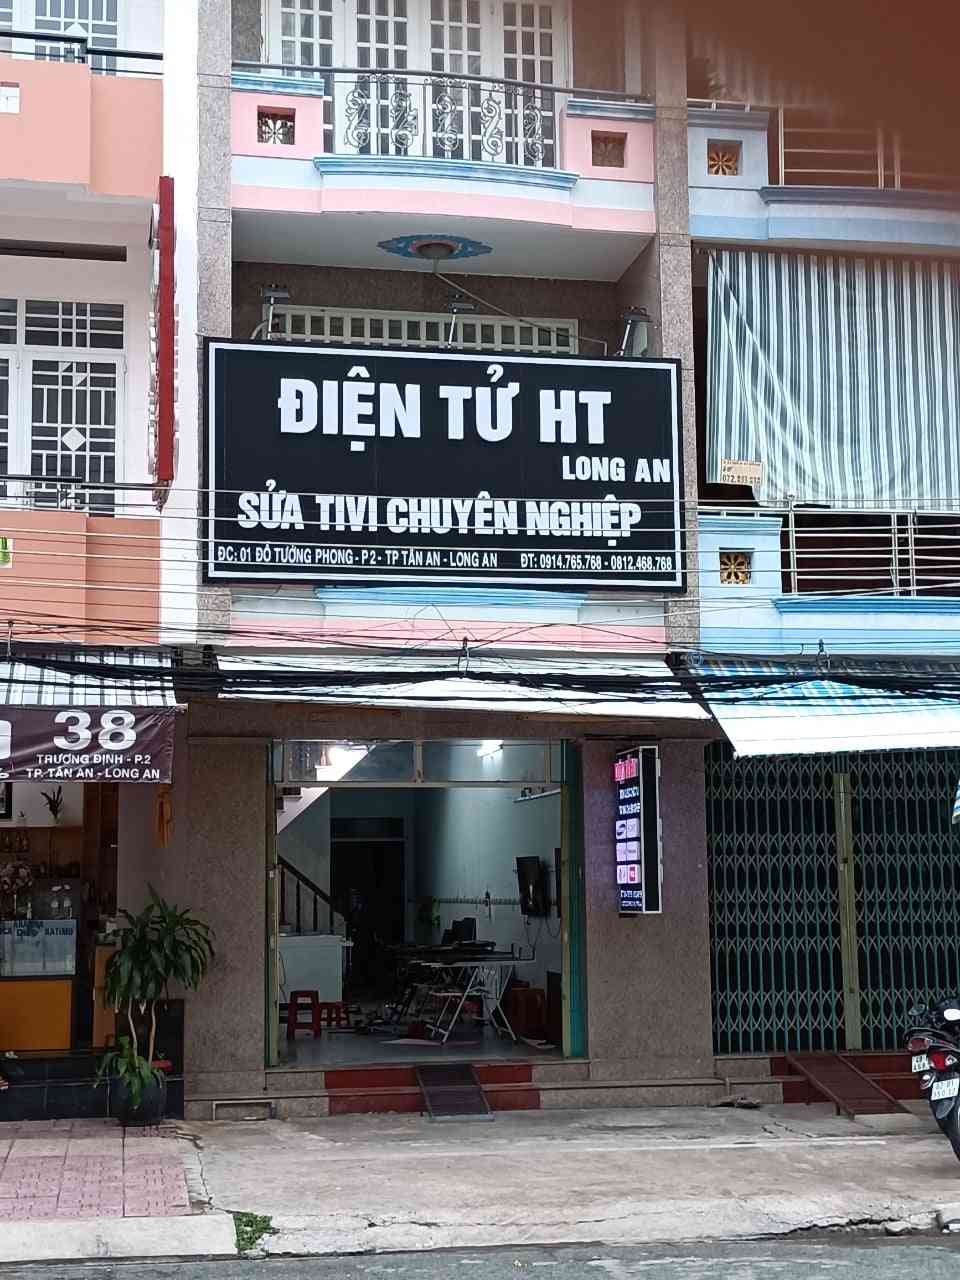 ĐIỆN TỬ HT
LONG AN
SỬA TIVI CHUYÊN NGHIỆP
ĐC: 01 ĐỖ TƯỜNG PHONG - P2 - TP TÂN AN - LONG AN ĐT: 0914.765.768 - 0812.468.768
38
TRƯƠNG ĐỊNH - P.2
TP. TÂN AN - LONG AN